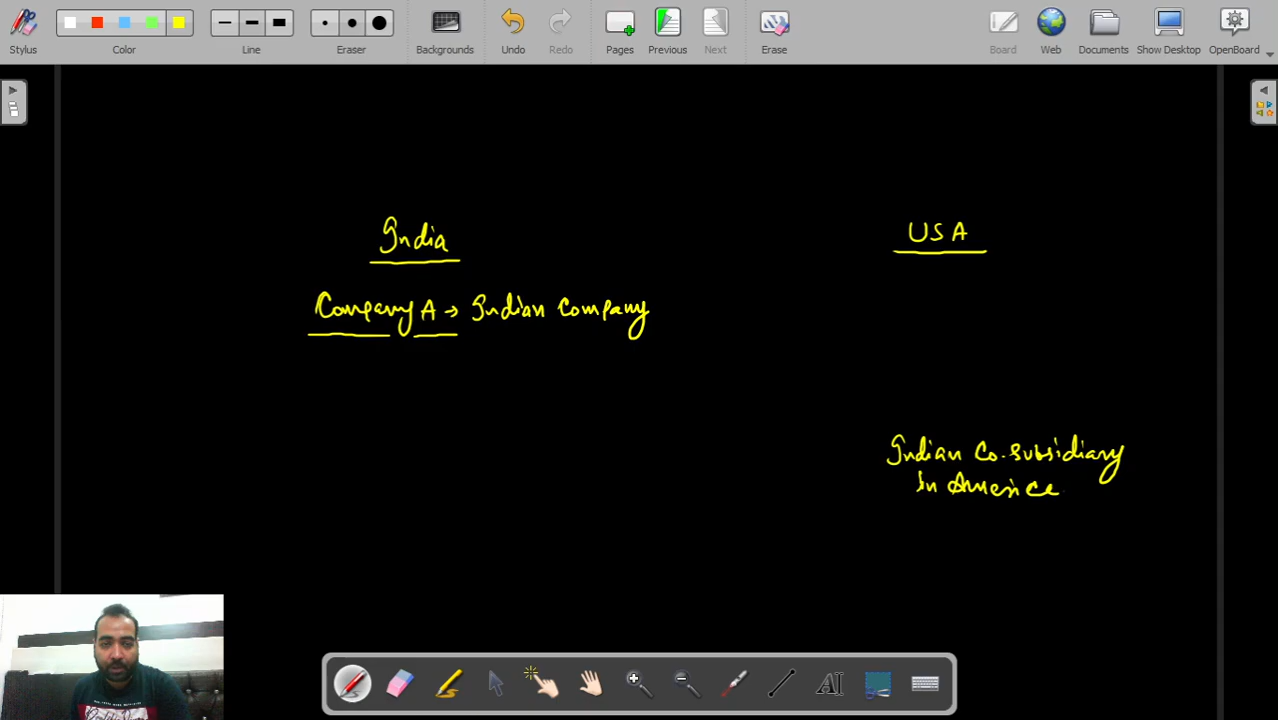 Stylus
Color
Line
Eraser
Backgrounds
Undo
Redo
Pages
Previous
Next
Erase
Board
Web
Documents
Show Desktop
OpenBoard
India
USA
Company A → Indian Company
Indian Co. subsidiary
in America